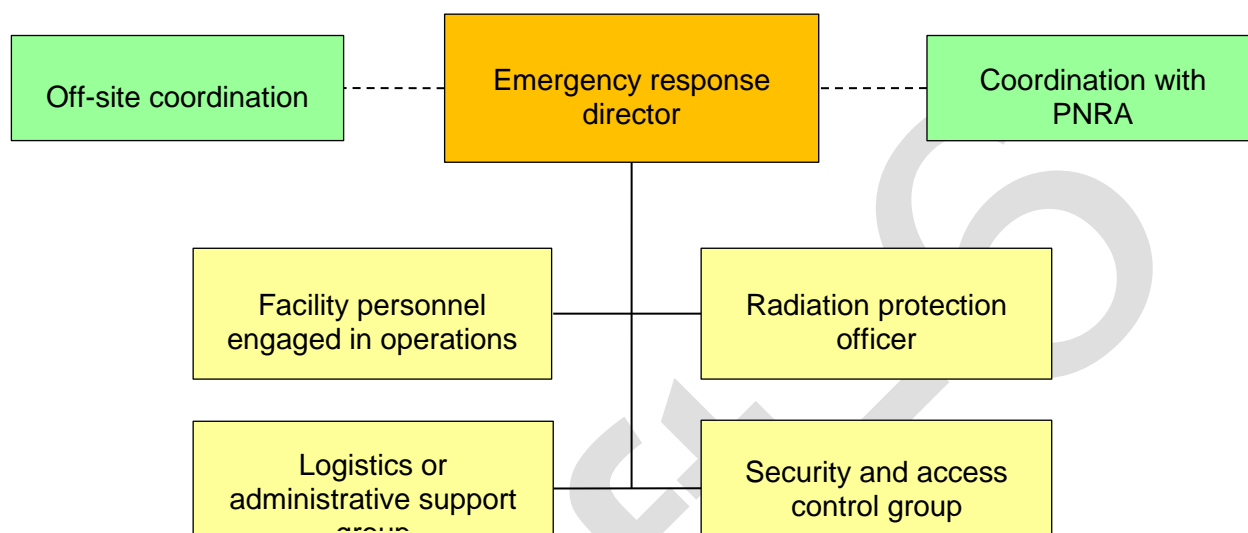 Off-site coordination
Emergency response
director
Coordination with
PNRA
Facility personnel
engaged in operations
Radiation protection
officer
Logistics or
administrative support
group
Security and access
control group